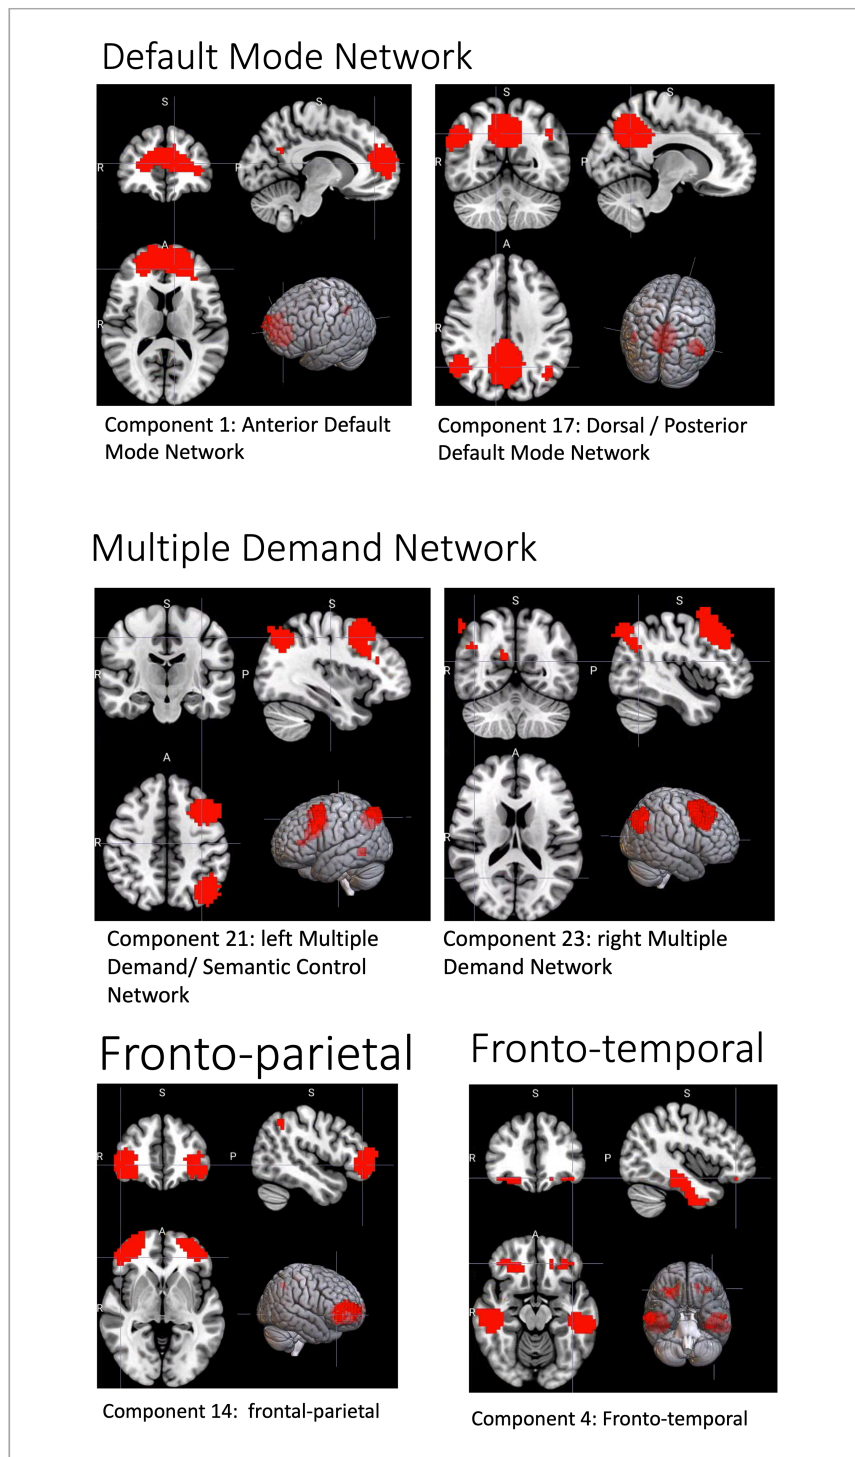 Default Mode Network
S
S
R
P
A
R
S
S
R
P
A
R
Component 1: Anterior Default
Mode Network
Component 17: Dorsal / Posterior
Default Mode Network
Multiple Demand Network
S
S
R
P
A
R
S
S
R
P
A
R
Component 21: left Multiple
Demand/ Semantic Control
Network
Component 23: right Multiple
Demand Network
Fronto-parietal
Fronto-temporal
S
S
R
P
A
R
S
S
R
P
A
R
Component 14:  frontal-parietal
Component 4: Fronto-temporal